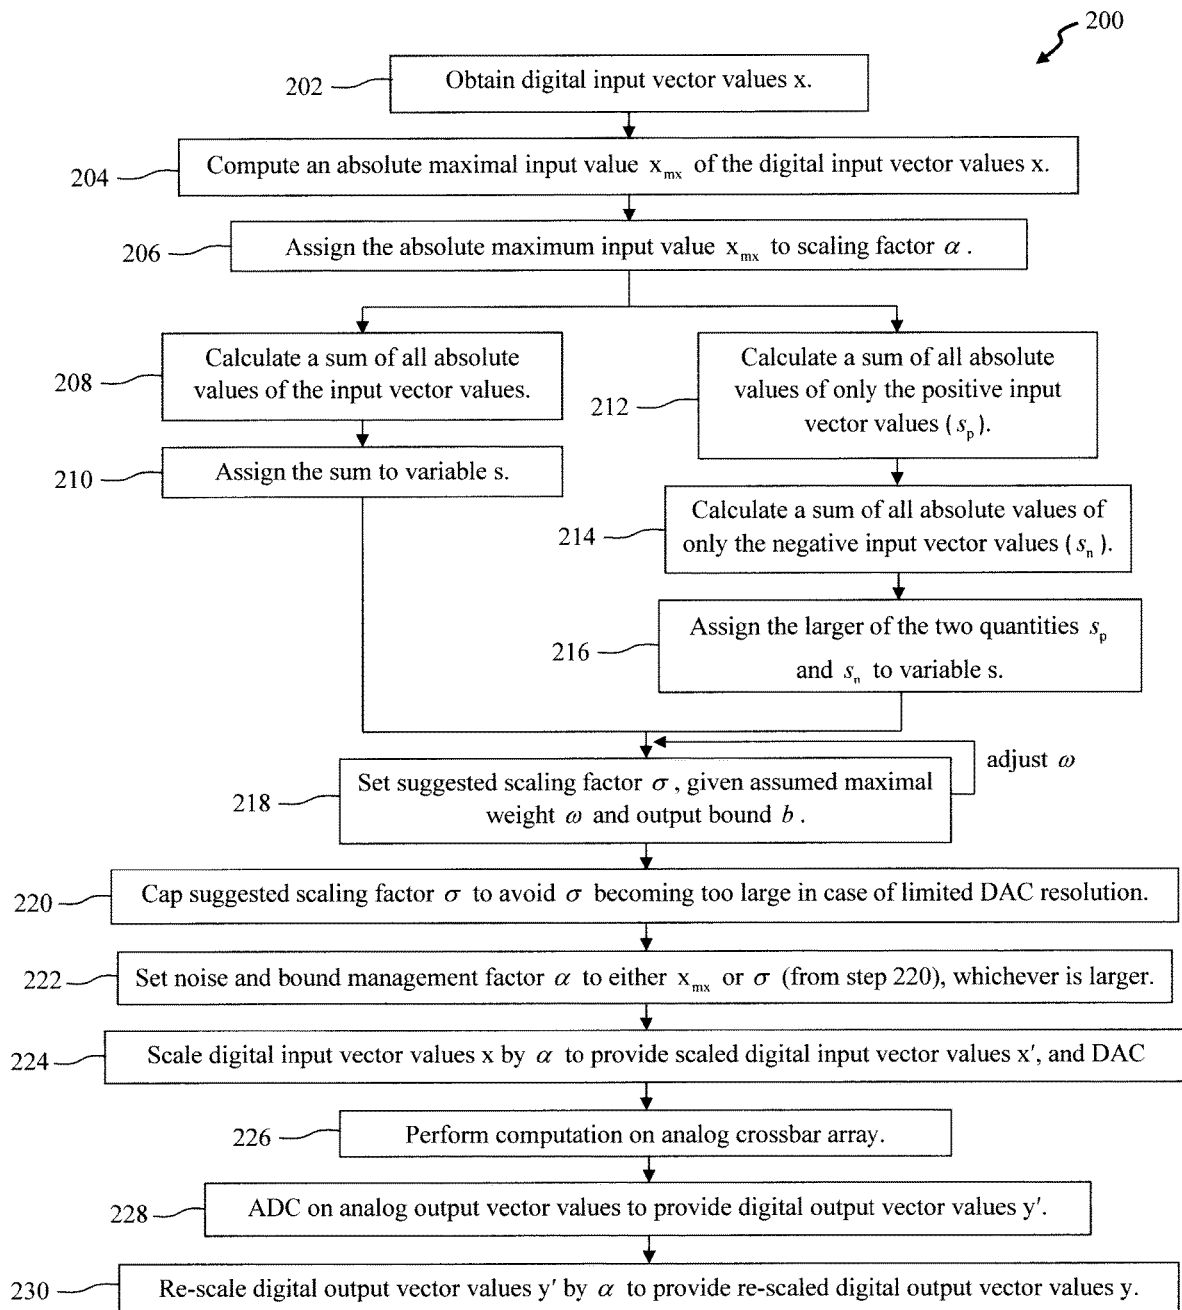 200
202
Obtain digital input vector values x.
204
Compute an absolute maximal input value x_mx of the digital input vector values x.
206
Assign the absolute maximum input value x_mx to scaling factor α .
208
Calculate a sum of all absolute
values of the input vector values.
210
Assign the sum to variable s.
212
Calculate a sum of all absolute
values of only the positive input
vector values ( s_p ).
214
Calculate a sum of all absolute values of
only the negative input vector values ( s_n ).
216
Assign the larger of the two quantities s_p
and s_n to variable s.
adjust ω
218
Set suggested scaling factor σ , given assumed maximal
weight ω and output bound b .
220
Cap suggested scaling factor σ to avoid σ becoming too large in case of limited DAC resolution.
222
Set noise and bound management factor α to either x_mx or σ (from step 220), whichever is larger.
224
Scale digital input vector values x by α to provide scaled digital input vector values x′, and DAC
226
Perform computation on analog crossbar array.
228
ADC on analog output vector values to provide digital output vector values y′.
230
Re-scale digital output vector values y′ by α to provide re-scaled digital output vector values y.